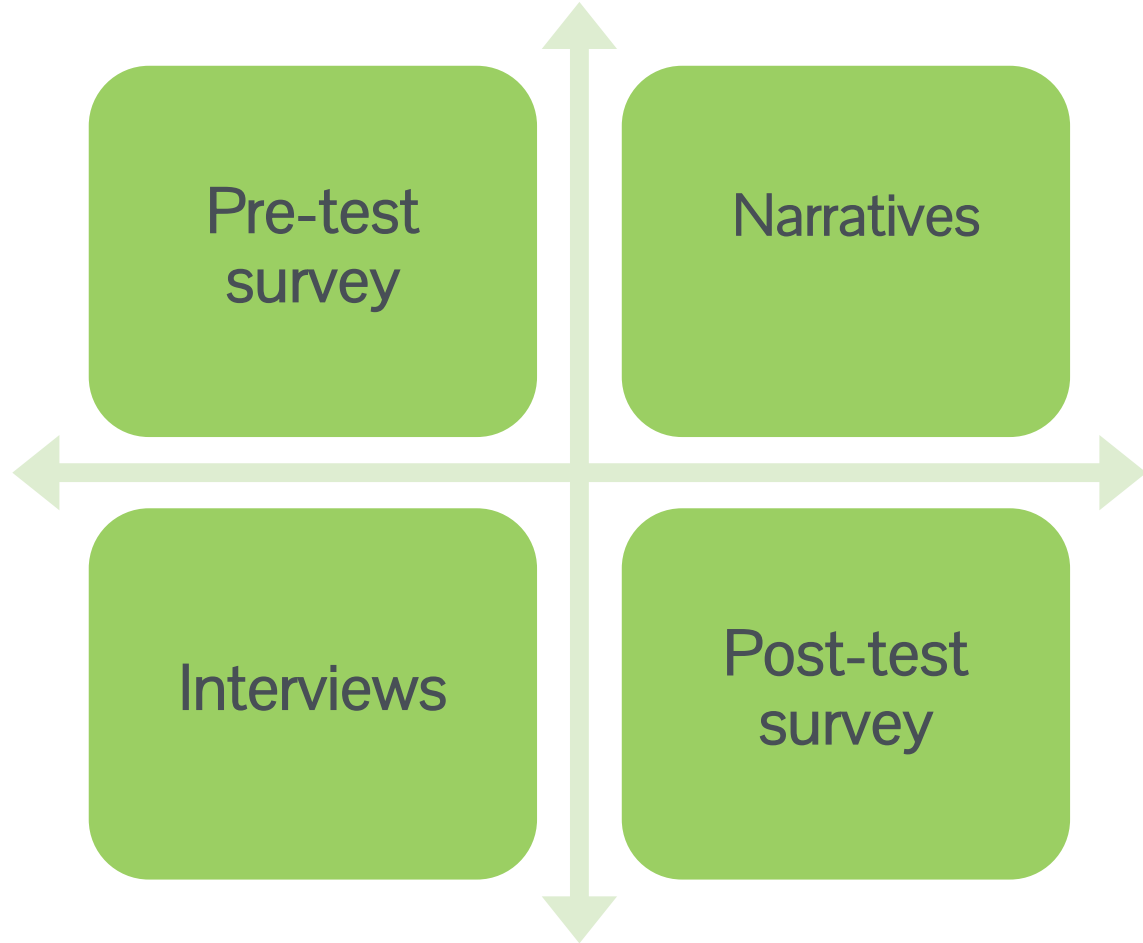 Pre-test
survey
Narratives
Interviews
Post-test
survey